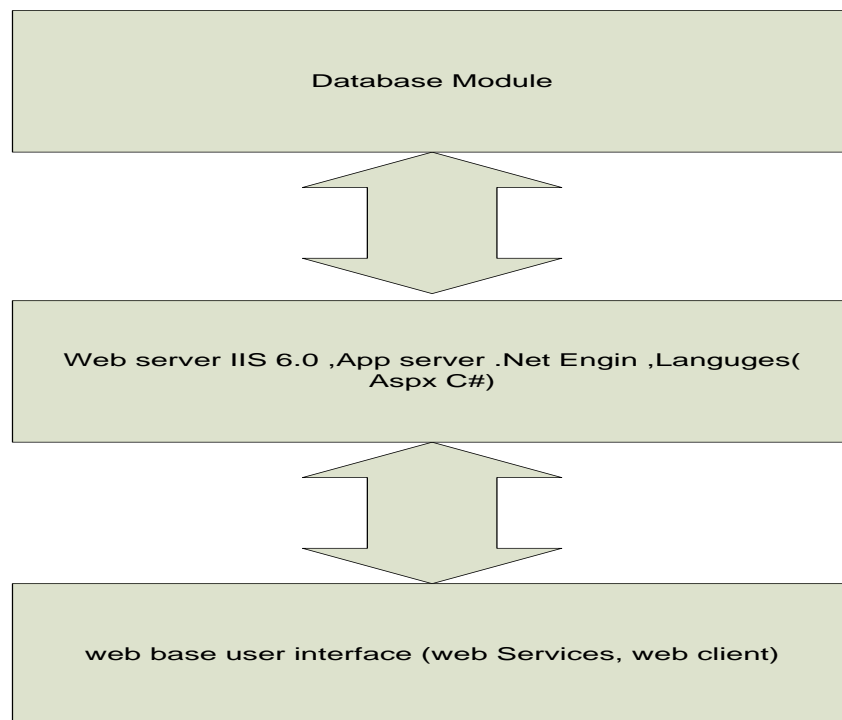 Database Module
Web server IIS 6.0 ,App server .Net Engin ,Languges(
Aspx C#)
web base user interface (web Services, web client)